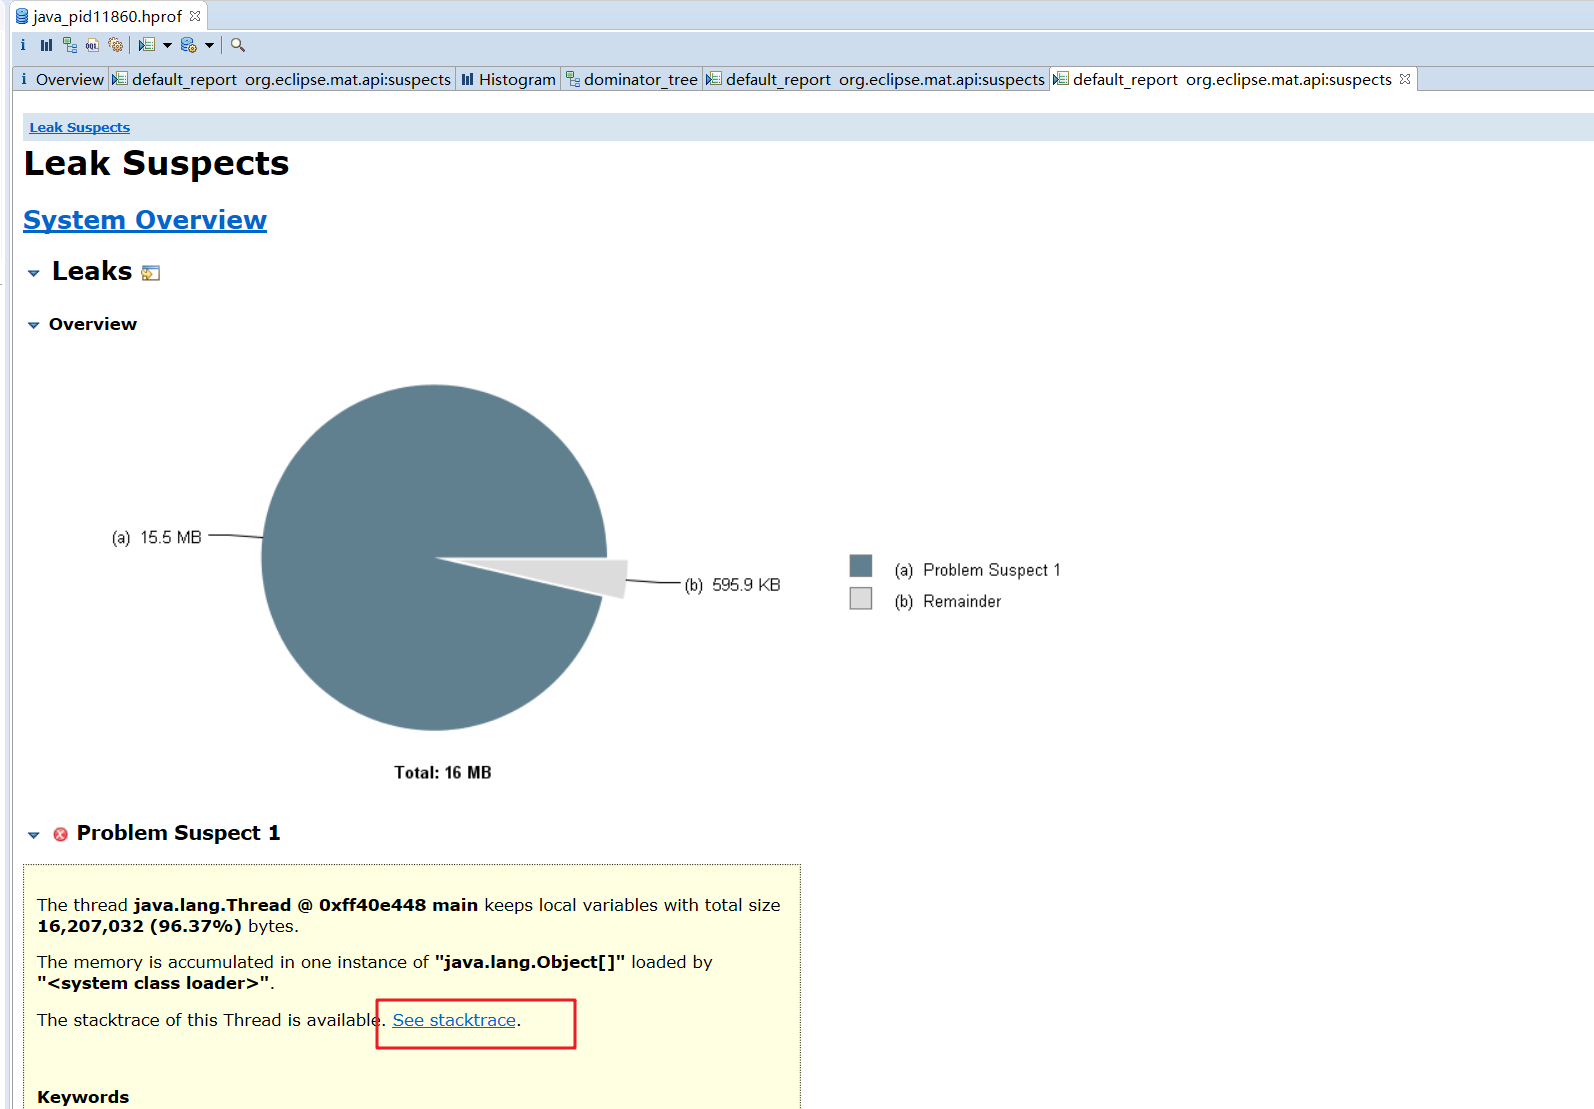 java_pid11860.hprof
i Overview default_report org.eclipse.mat.api:suspects Histogram dominator_tree default_report org.eclipse.mat.api:suspects default_report org.eclipse.mat.api:suspects
Leak Suspects
Leak Suspects
System Overview
Leaks
Overview
(a) 15.5 MB
(b) 595.9 KB
(a) Problem Suspect 1
(b) Remainder
Total: 16 MB
Problem Suspect 1
The thread java.lang.Thread @ 0xff40e448 main keeps local variables with total size
16,207,032 (96.37%) bytes.
The memory is accumulated in one instance of "java.lang.Object[]" loaded by
"<system class loader>".
The stacktrace of this Thread is available. See stacktrace.
Keywords